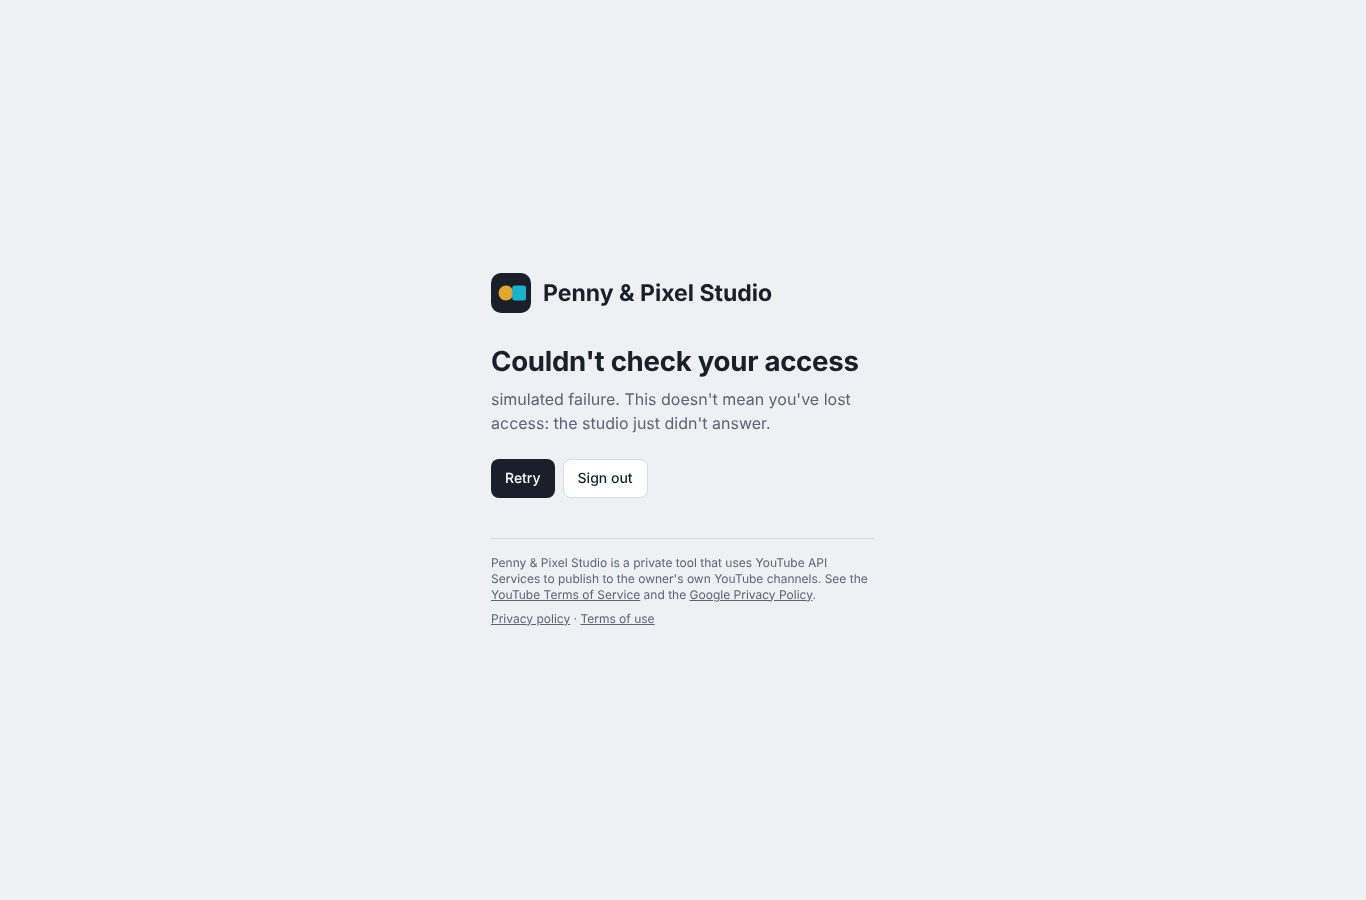 Penny & Pixel Studio
Couldn't check your access
simulated failure. This doesn't mean you've lost
access: the studio just didn't answer.
Retry
Sign out
Penny & Pixel Studio is a private tool that uses YouTube API
Services to publish to the owner's own YouTube channels. See the
YouTube Terms of Service and the Google Privacy Policy.
Privacy policy · Terms of use